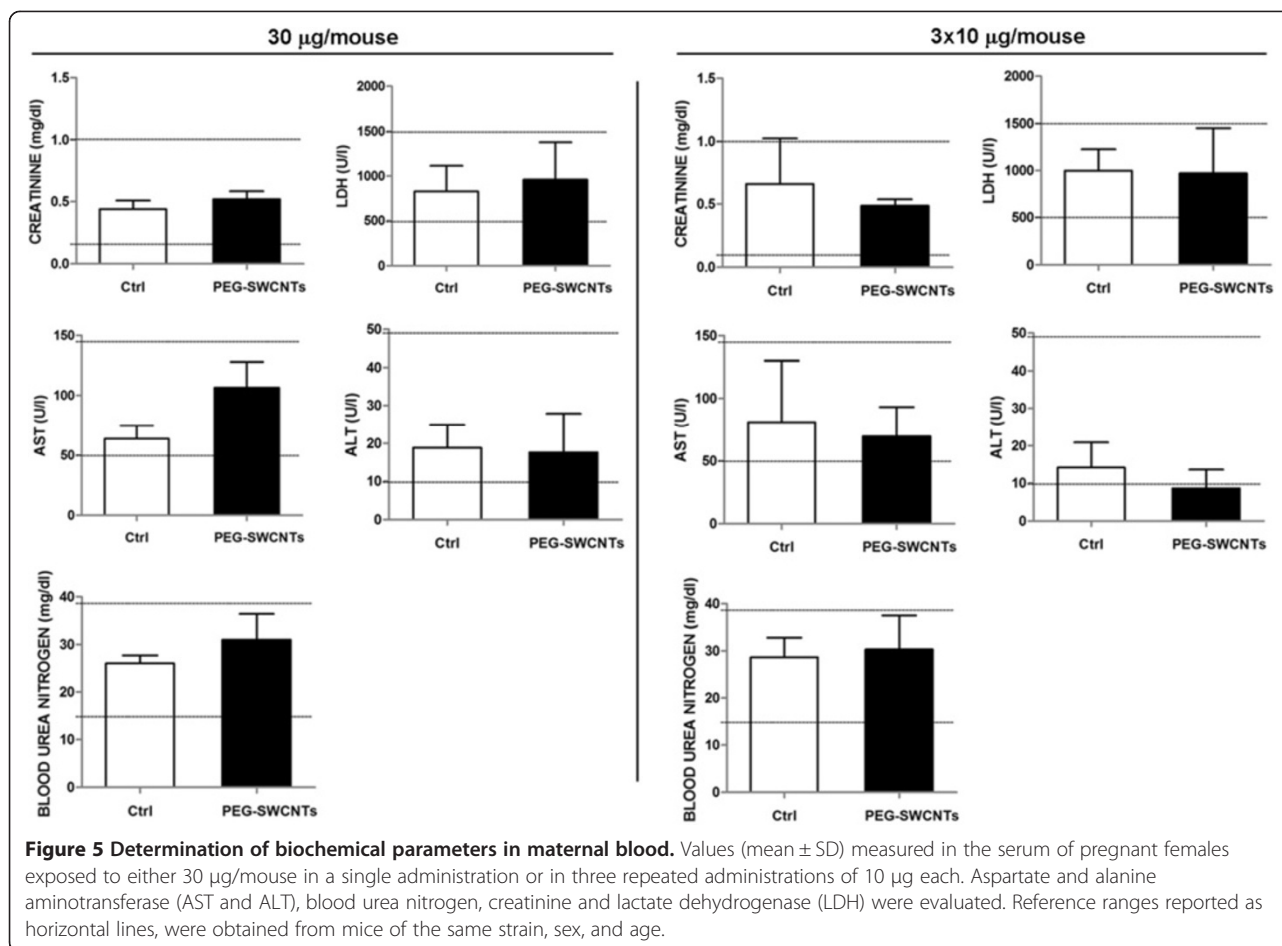 30 µg/mouse
3x10 µg/mouse
CREATININE (mg/dl)
1.5
1.0
0.5
0.0
Ctrl
PEG-SWCNTs
LDH (U/l)
2000
1500
1000
500
0
Ctrl
PEG-SWCNTs
AST (U/l)
150
100
50
0
Ctrl
PEG-SWCNTs
ALT (U/l)
50
40
30
20
10
0
Ctrl
PEG-SWCNTs
BLOOD UREA NITROGEN (mg/dl)
40
30
20
10
0
Ctrl
PEG-SWCNTs
CREATININE (mg/dl)
1.5
1.0
0.5
0.0
Ctrl
PEG-SWCNTs
LDH (U/l)
2000
1500
1000
500
0
Ctrl
PEG-SWCNTs
AST (U/l)
150
100
50
0
Ctrl
PEG-SWCNTs
ALT (U/l)
50
40
30
20
10
0
Ctrl
PEG-SWCNTs
BLOOD UREA NITROGEN (mg/dl)
40
30
20
10
0
Ctrl
PEG-SWCNTs
Figure 5 Determination of biochemical parameters in maternal blood. Values (mean ± SD) measured in the serum of pregnant females
exposed to either 30 µg/mouse in a single administration or in three repeated administrations of 10 µg each. Aspartate and alanine
aminotransferase (AST and ALT), blood urea nitrogen, creatinine and lactate dehydrogenase (LDH) were evaluated. Reference ranges reported as
horizontal lines, were obtained from mice of the same strain, sex, and age.